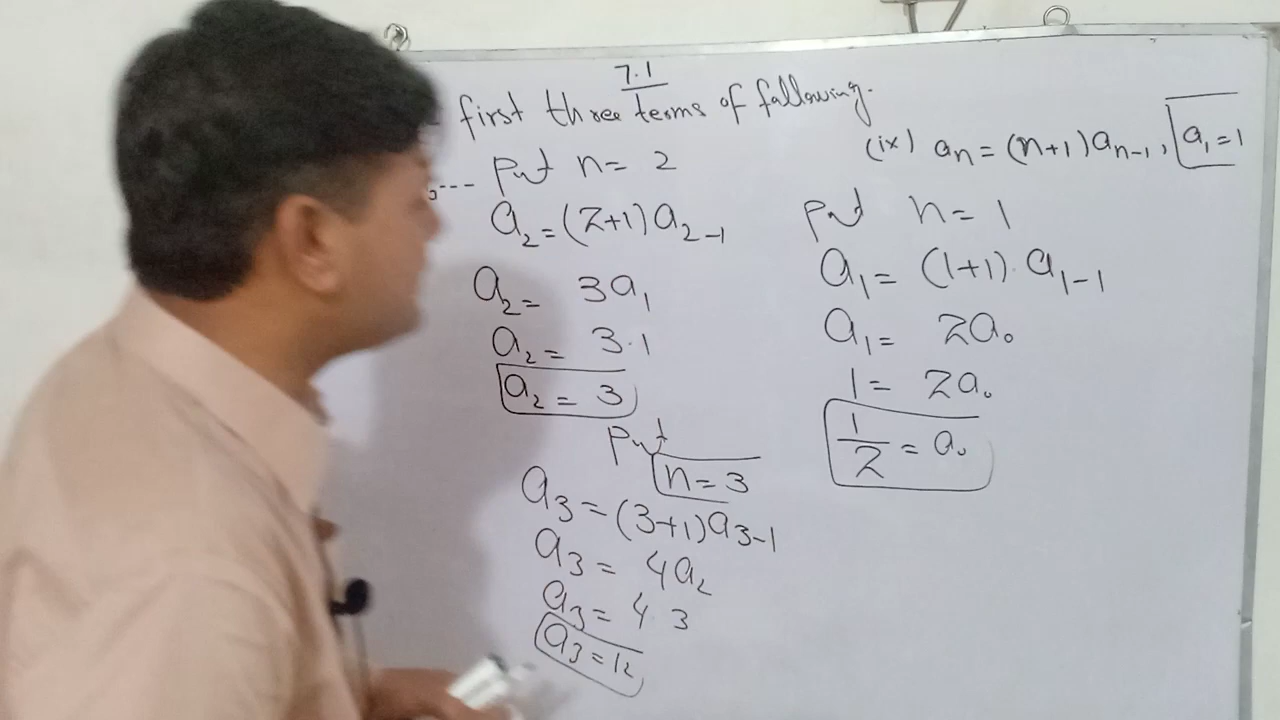 7.1
first three terms of following.
(ix) an = (n+1)an-1, a1 = 1
Put n = 2
a2 = (2+1)a2-1
a2 = 3a1
a2 = 3.1
a2 = 3
Put
n = 3
a3 = (3+1)a3-1
a3 = 4a2
a3 = 4.3
a3 = 12
Put n = 1
a1 = (1+1).a1-1
a1 = 2a0
1 = 2a0
1/2 = a0